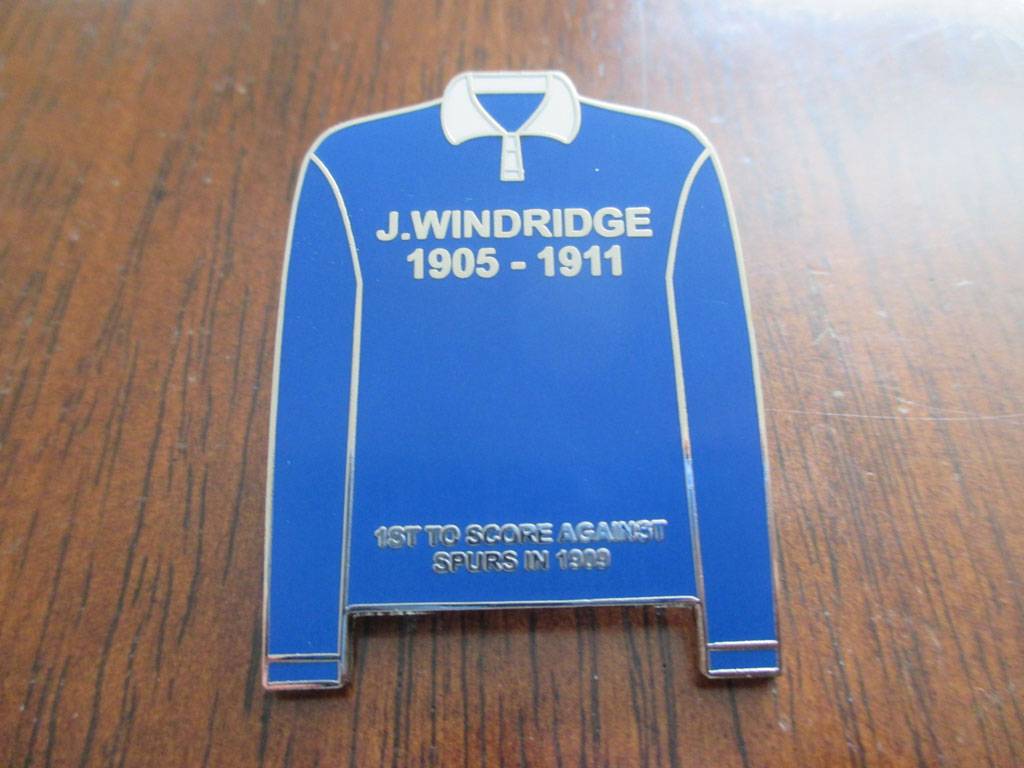 J.WINDRIDGE
1905 - 1911
1ST TO SCORE AGAINST
SPURS IN 1909